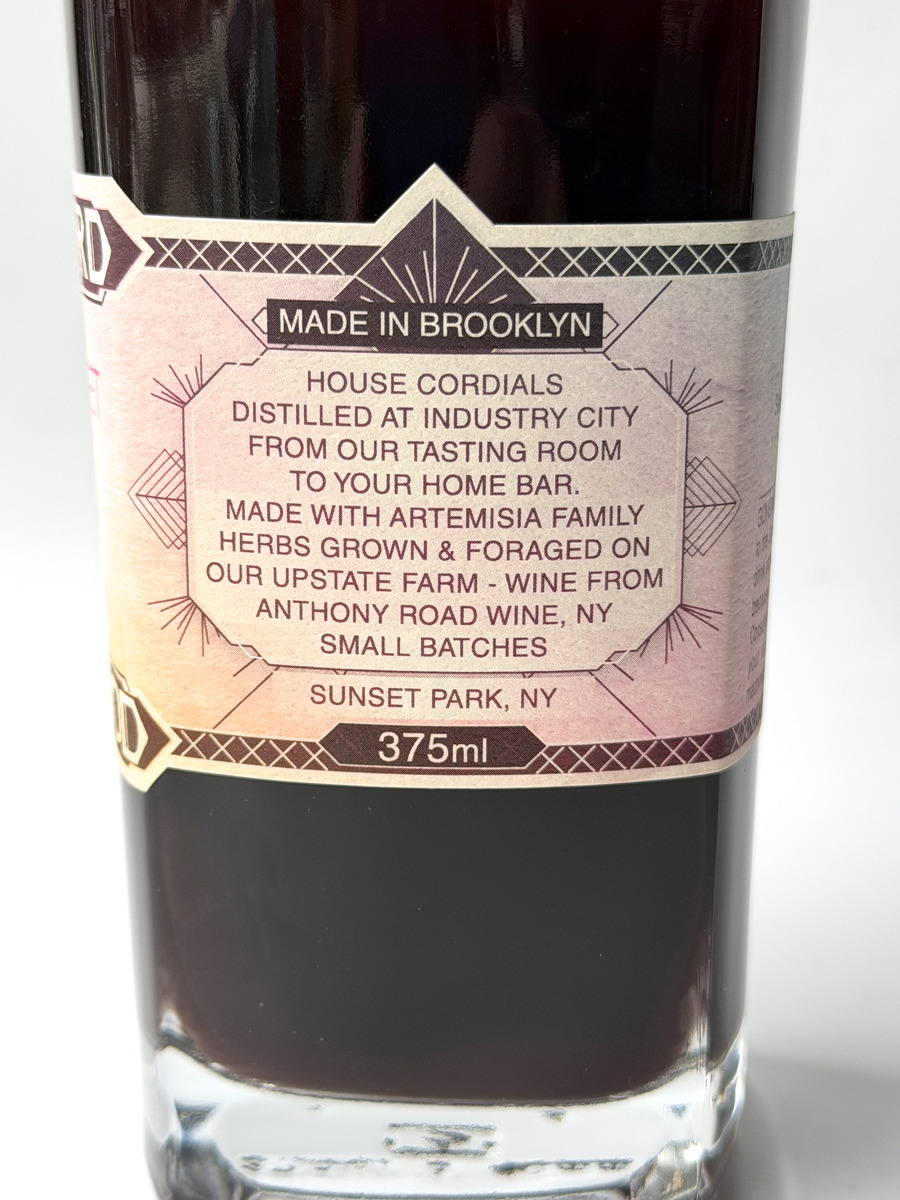 MADE IN BROOKLYN
HOUSE CORDIALS
DISTILLED AT INDUSTRY CITY
FROM OUR TASTING ROOM
TO YOUR HOME BAR.
MADE WITH ARTEMISIA FAMILY
HERBS GROWN & FORAGED ON
OUR UPSTATE FARM - WINE FROM
ANTHONY ROAD WINE, NY
SMALL BATCHES
SUNSET PARK, NY
375ml